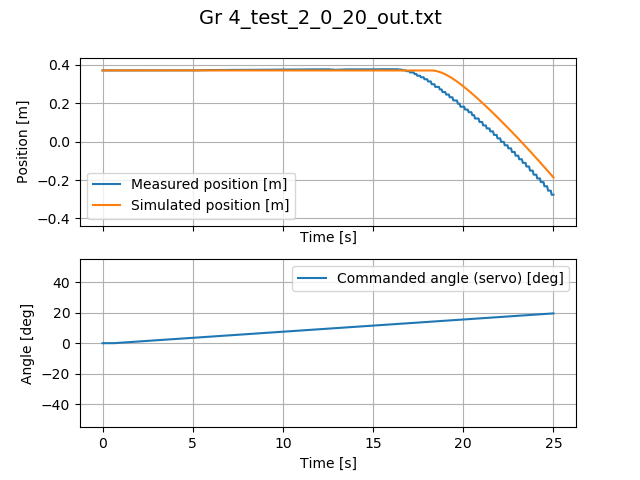 Gr 4_test_2_0_20_out.txt
0.4
0.2
0.0
−0.2
−0.4
Position [m]
Measured position [m]
Simulated position [m]
Time [s]
40
20
0
−20
−40
Angle [deg]
Commanded angle (servo) [deg]
0 5 10 15 20 25
Time [s]